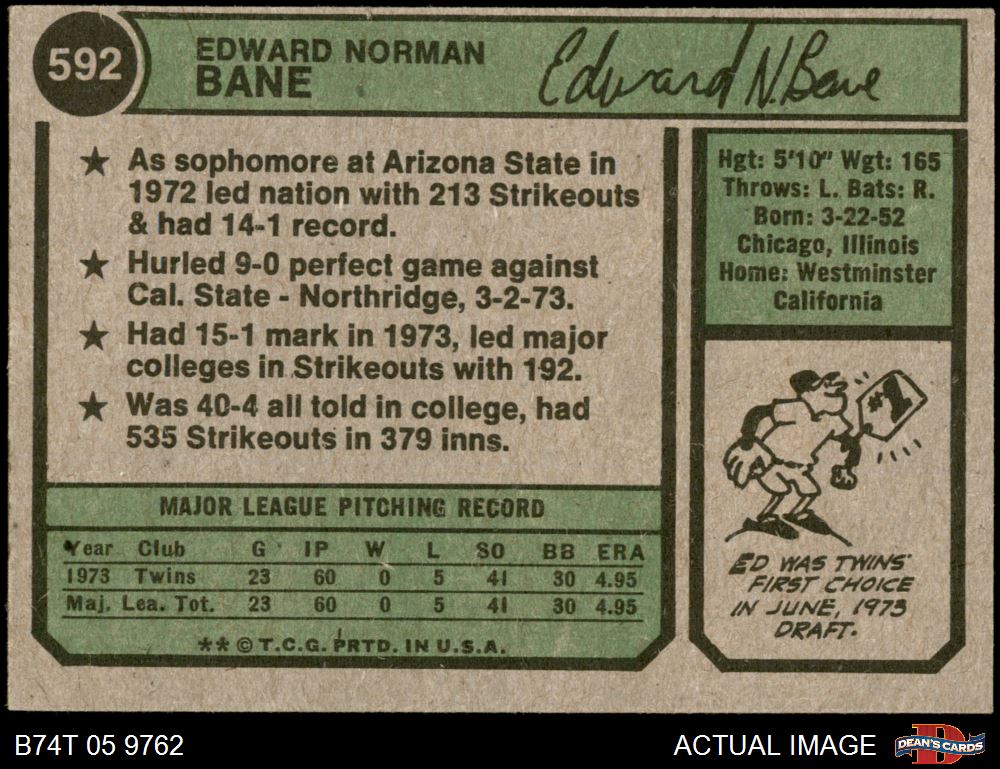 592
EDWARD NORMAN
BANE
Edward N. Bane
★ As sophomore at Arizona State in
1972 led nation with 213 Strikeouts
& had 14-1 record.
★ Hurled 9-0 perfect game against
Cal. State - Northridge, 3-2-73.
★ Had 15-1 mark in 1973, led major
colleges in Strikeouts with 192.
★ Was 40-4 all told in college, had
535 Strikeouts in 379 inns.
Hgt: 5'10" Wgt: 165
Throws: L. Bats: R.
Born: 3-22-52
Chicago, Illinois
Home: Westminster
California
#1
ED WAS TWINS'
FIRST CHOICE
IN JUNE, 1973
DRAFT.
MAJOR LEAGUE PITCHING RECORD
Year Club G IP W L SO BB ERA
1973 Twins 23 60 0 5 41 30 4.95
Maj. Lea. Tot. 23 60 0 5 41 30 4.95
** © T.C.G. PRTD. IN U.S.A.
B74T 05 9762
ACTUAL IMAGE
D
DEAN'S CARDS